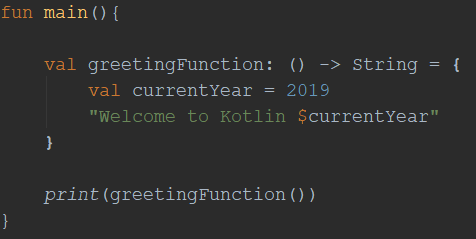 fun main(){
val greetingFunction: () -> String = {
val currentYear = 2019
"Welcome to Kotlin $currentYear"
}
print(greetingFunction())
}